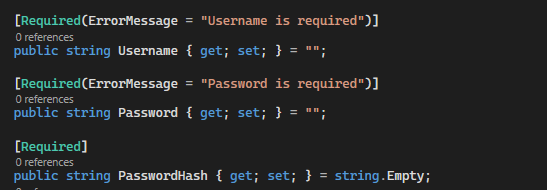 [Required(ErrorMessage = "Username is required")]
0 references
public string Username { get; set; } = "";
[Required(ErrorMessage = "Password is required")]
0 references
public string Password { get; set; } = "";
[Required]
0 references
public string PasswordHash { get; set; } = string.Empty;